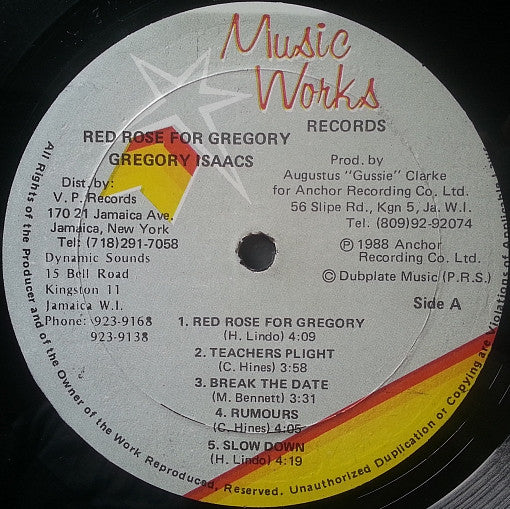 Music
Works
RECORDS
RED ROSE FOR GREGORY
GREGORY ISAACS
Dist. by:
V. P. Records
170 21 Jamaica Ave.
Jamaica, New York
Tel: (718) 291-7058
Dynamic Sounds
15 Bell Road
Kingston 11
Jamaica W.I.
Phone: 923-9168
923-9138
Prod. by
Augustus "Gussie" Clarke
for Anchor Recording Co. Ltd.
56 Slipe Rd., Kgn 5, Ja. W.I.
Tel. (809)92-92074
℗ 1988 Anchor
Recording Co. Ltd.
© Dubplate Music (P.R.S.)
Side A
1. RED ROSE FOR GREGORY
(H. Lindo) 4:09
2. TEACHERS PLIGHT
(C. Hines) 3:58
3. BREAK THE DATE
(M. Bennett) 3:31
4. RUMOURS
(C. Hines) 4:05
5. SLOW DOWN
(H. Lindo) 4:19
All Rights of the Producer and of the Owner of the Work Reproduced, Reserved. Unauthorized Duplication or Copying are Violations of Applicable